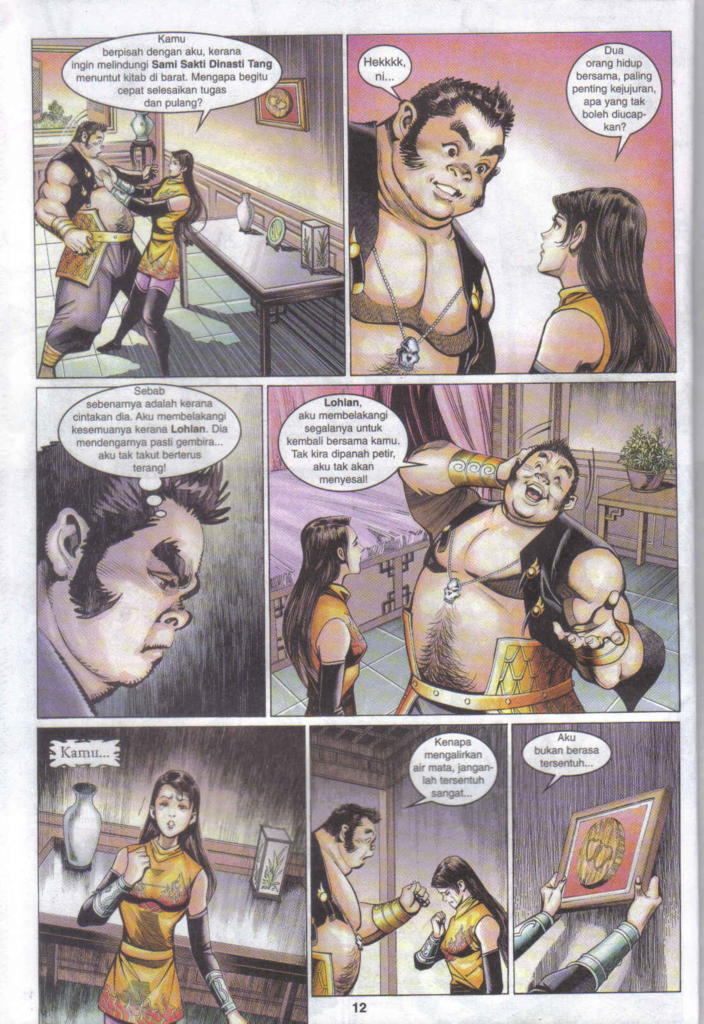 Kamu
berpisah dengan aku, kerana
ingin melindungi Sami Sakti Dinasti Tang
menuntut kitab di barat. Mengapa begitu
cepat selesaikan tugas
dan pulang?
Hekkkk,
ni...
Dua
orang hidup
bersama, paling
penting kejujuran,
apa yang tak
boleh diucap-
kan?
Sebab
sebenarnya adalah kerana
cintakan dia. Aku membelakangi
kesemuanya kerana Lohlan. Dia
mendengarnya pasti gembira...
aku tak takut berterus
terang!
Lohlan,
aku membelakangi
segalanya untuk
kembali bersama kamu.
Tak kira dipanah petir,
aku tak akan
menyesal!
Kamu...
Kenapa
mengalirkan
air mata, jangan-
lah tersentuh
sangat...
Aku
bukan berasa
tersentuh...
12